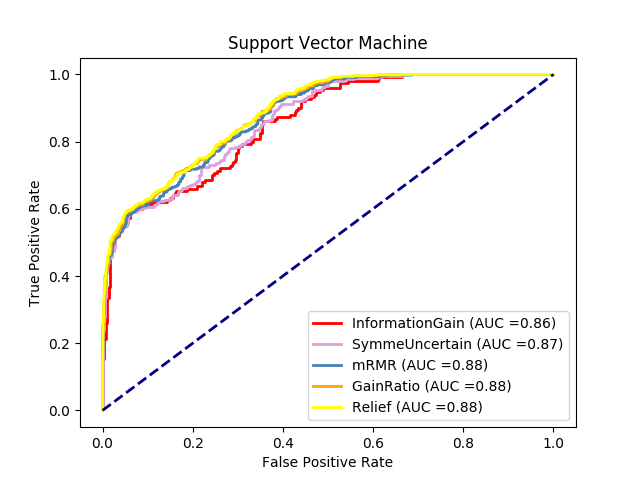 Support Vector Machine
True Positive Rate
1.0
0.8
0.6
0.4
0.2
0.0
InformationGain (AUC =0.86)
SymmeUncertain (AUC =0.87)
mRMR (AUC =0.88)
GainRatio (AUC =0.88)
Relief (AUC =0.88)
0.0 0.2 0.4 0.6 0.8 1.0
False Positive Rate